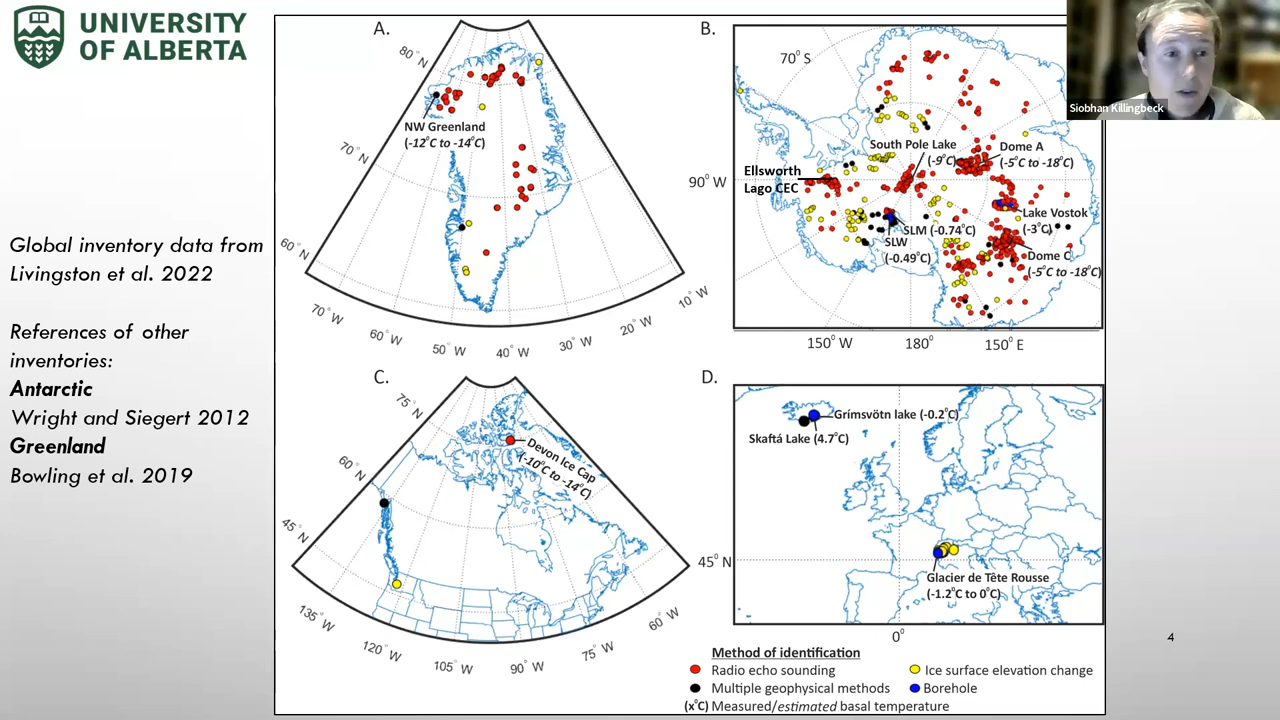 UNIVERSITY
OF ALBERTA
Siobhan Killingbeck
Global inventory data from
Livingston et al. 2022
References of other
inventories:
Antarctic
Wright and Siegert 2012
Greenland
Bowling et al. 2019
A.
80° N
70° N
60° N
NW Greenland
(-12°C to -14°C)
70° W
60° W
50° W
40° W
30° W
20° W
10° W
B.
70° S
90° W
South Pole Lake
(-9°C)
Dome A
(-5°C to -18°C)
Ellsworth
Lago CEC
Lake Vostok
(-3°C)
SLM (-0.74°C)
SLW
(-0.49°C)
Dome C
(-5°C to -18°C)
150° W
180°
150° E
C.
75° N
60° N
45° N
Devon Ice Cap
(-10°C to -14°C)
135° W
120° W
105° W
90° W
75° W
60° W
D.
Grímsvötn lake (-0.2°C)
Skaftá Lake (4.7°C)
45° N
Glacier de Tête Rousse
(-1.2°C to 0°C)
0°
Method of identification
Radio echo sounding
Ice surface elevation change
Multiple geophysical methods
Borehole
(x°C) Measured/estimated basal temperature
4